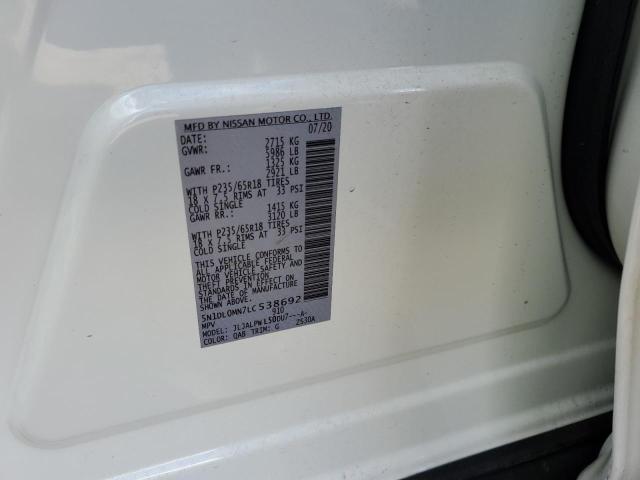 MFD BY NISSAN MOTOR CO., LTD.
DATE: 07/20
GVWR: 2715 KG
5986 LB
GAWR FR.: 1325 KG
2921 LB
WITH P235/65R18 TIRES
18 X 7.5 RIMS AT 33 PSI
COLD SINGLE
GAWR RR.: 1415 KG
3120 LB
WITH P235/65R18 TIRES
18 X 7.5 RIMS AT 33 PSI
COLD SINGLE
THIS VEHICLE CONFORMS TO
ALL APPLICABLE FEDERAL
MOTOR VEHICLE SAFETY AND
THEFT PREVENTION
STANDARDS IN EFFECT ON
THE DATE OF MANUFACTURE
SHOWN ABOVE.
5N1DL0MN7LC538692
MPV 910
MODEL: JLJALPWL50DU7---A-
COLOR: QAB TRIM: G 2530A